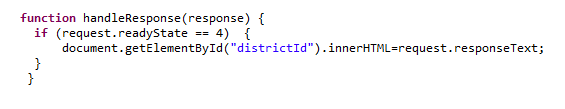 function handleResponse(response) {
if (request.readyState == 4)  {
document.getElementById("districtId").innerHTML=request.responseText;
}
}